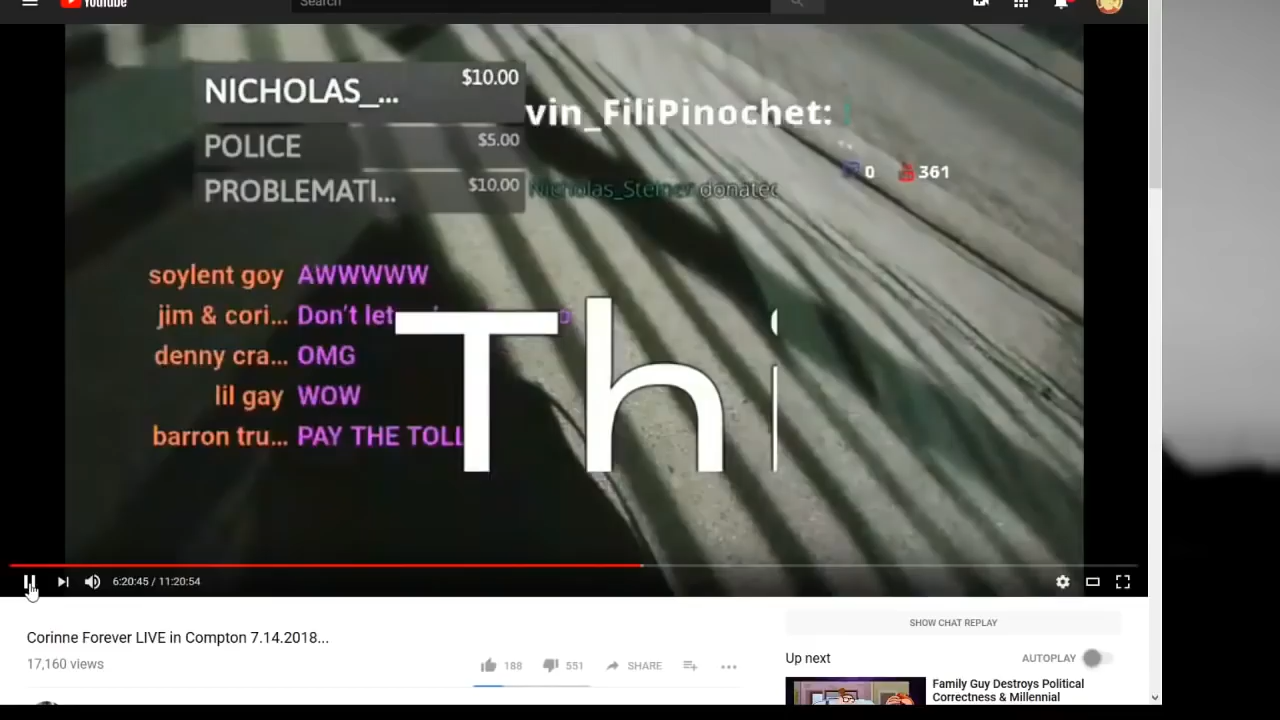 YouTube
Search
NICHOLAS_... $10.00
POLICE $5.00
PROBLEMATI... $10.00
vin_FiliPinochet:
0 361
Nicholas_Steiner donated
soylent goy AWWWWW
jim & cori... Don't let
denny cra... OMG
lil gay WOW
barron tru... PAY THE TOLL
Thi
6:20:45 / 11:20:54
Corinne Forever LIVE in Compton 7.14.2018...
17,160 views
188 551 SHARE
SHOW CHAT REPLAY
Up next AUTOPLAY
Family Guy Destroys Political
Correctness & Millennial